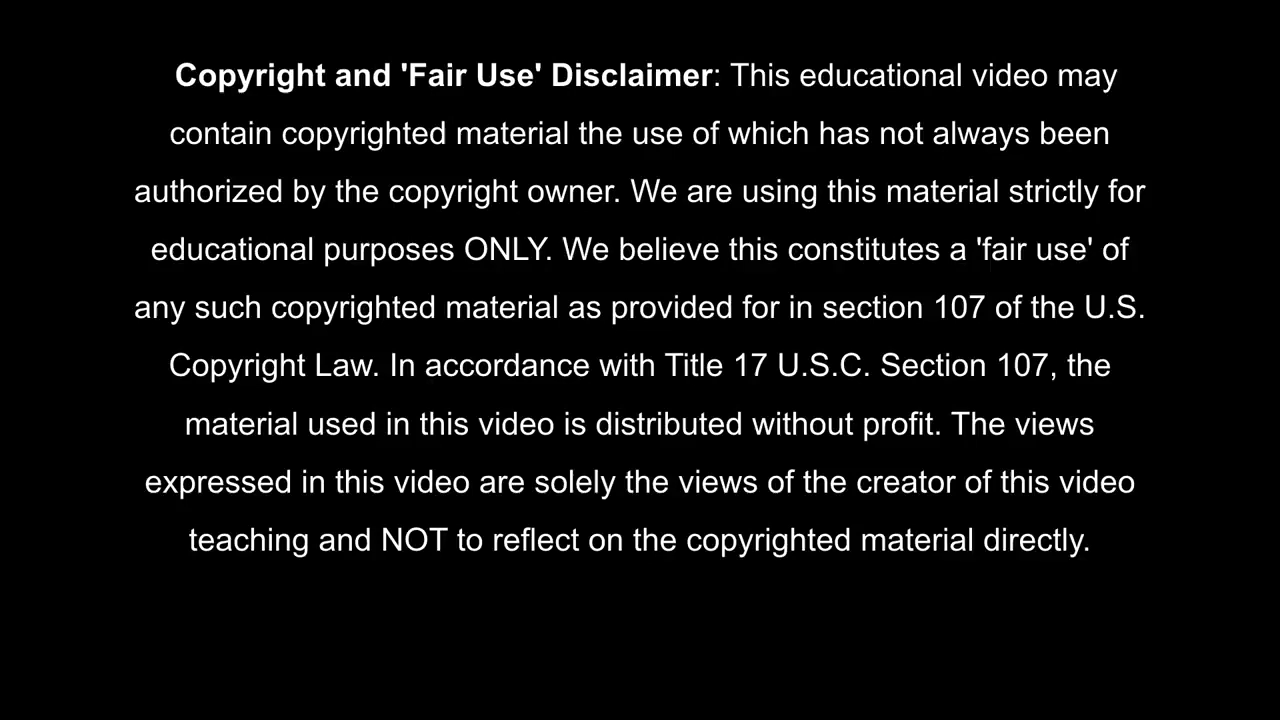 Copyright and 'Fair Use' Disclaimer: This educational video may
contain copyrighted material the use of which has not always been
authorized by the copyright owner. We are using this material strictly for
educational purposes ONLY. We believe this constitutes a 'fair use' of
any such copyrighted material as provided for in section 107 of the U.S.
Copyright Law. In accordance with Title 17 U.S.C. Section 107, the
material used in this video is distributed without profit. The views
expressed in this video are solely the views of the creator of this video
teaching and NOT to reflect on the copyrighted material directly.